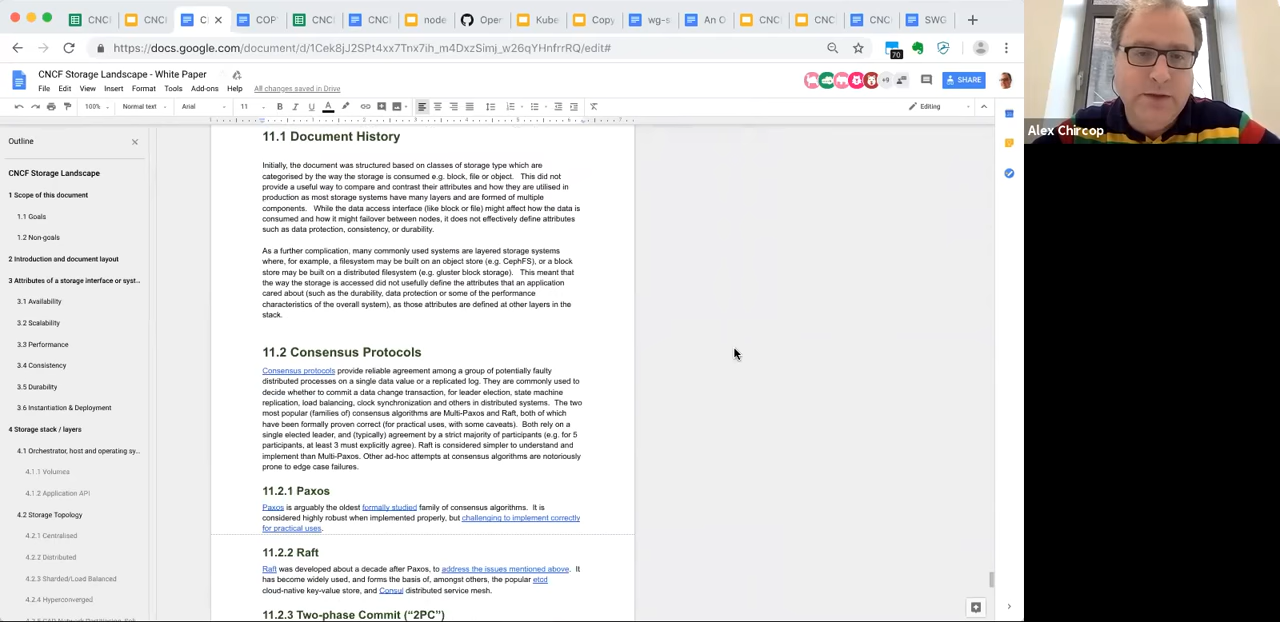 CNCI
CNCI
C
COP
CNCI
CNCI
node
Oper
Kube
Copy
wg-s
An O
CNC
CNC
CNCI
SWG
https://docs.google.com/document/d/1Cek8jJ2SPt4xx7Tnx7ih_m4DxzSimj_w26qYHnfrrRQ/edit#
70
CNCF Storage Landscape - White Paper
File Edit View Insert Format Tools Add-ons Help All changes saved in Drive
+9
SHARE
100% Normal text Arial 11 B I U A Editing
Outline
CNCF Storage Landscape
1 Scope of this document
1.1 Goals
1.2 Non-goals
2 Introduction and document layout
3 Attributes of a storage interface or syst...
3.1 Availability
3.2 Scalability
3.3 Performance
3.4 Consistency
3.5 Durability
3.6 Instantiation & Deployment
4 Storage stack / layers
4.1 Orchestrator, host and operating sy...
4.1.1 Volumes
4.1.2 Application API
4.2 Storage Topology
4.2.1 Centralised
4.2.2 Distributed
4.2.3 Sharded/Load Balanced
4.2.4 Hyperconverged
11.1 Document History
Initially, the document was structured based on classes of storage type which are
categorised by the way the storage is consumed e.g. block, file or object. This did not
provide a useful way to compare and contrast their attributes and how they are utilised in
production as most storage systems have many layers and are formed of multiple
components. While the data access interface (like block or file) might affect how the data is
consumed and how it might failover between nodes, it does not effectively define attributes
such as data protection, consistency, or durability.
As a further complication, many commonly used systems are layered storage systems
where, for example, a filesystem may be built on an object store (e.g. CephFS), or a block
store may be built on a distributed filesystem (e.g. gluster block storage). This meant that
the way the storage is accessed did not usefully define the attributes that an application
cared about (such as the durability, data protection or some of the performance
characteristics of the overall system), as those attributes are defined at other layers in the
stack.
11.2 Consensus Protocols
Consensus protocols provide reliable agreement among a group of potentially faulty
distributed processes on a single data value or a replicated log. They are commonly used to
decide whether to commit a data change transaction, for leader election, state machine
replication, load balancing, clock synchronization and others in distributed systems. The two
most popular (families of) consensus algorithms are Multi-Paxos and Raft, both of which
have been formally proven correct (for practical uses, with some caveats). Both rely on a
single elected leader, and (typically) agreement by a strict majority of participants (e.g. for 5
participants, at least 3 must explicitly agree). Raft is considered simpler to understand and
implement than Multi-Paxos. Other ad-hoc attempts at consensus algorithms are notoriously
prone to edge case failures.
11.2.1 Paxos
Paxos is arguably the oldest formally studied family of consensus algorithms. It is
considered highly robust when implemented properly, but challenging to implement correctly
for practical uses.
11.2.2 Raft
Raft was developed about a decade after Paxos, to address the issues mentioned above. It
has become widely used, and forms the basis of, amongst others, the popular etcd
cloud-native key-value store, and Consul distributed service mesh.
11.2.3 Two-phase Commit ("2PC")
Alex Chircop